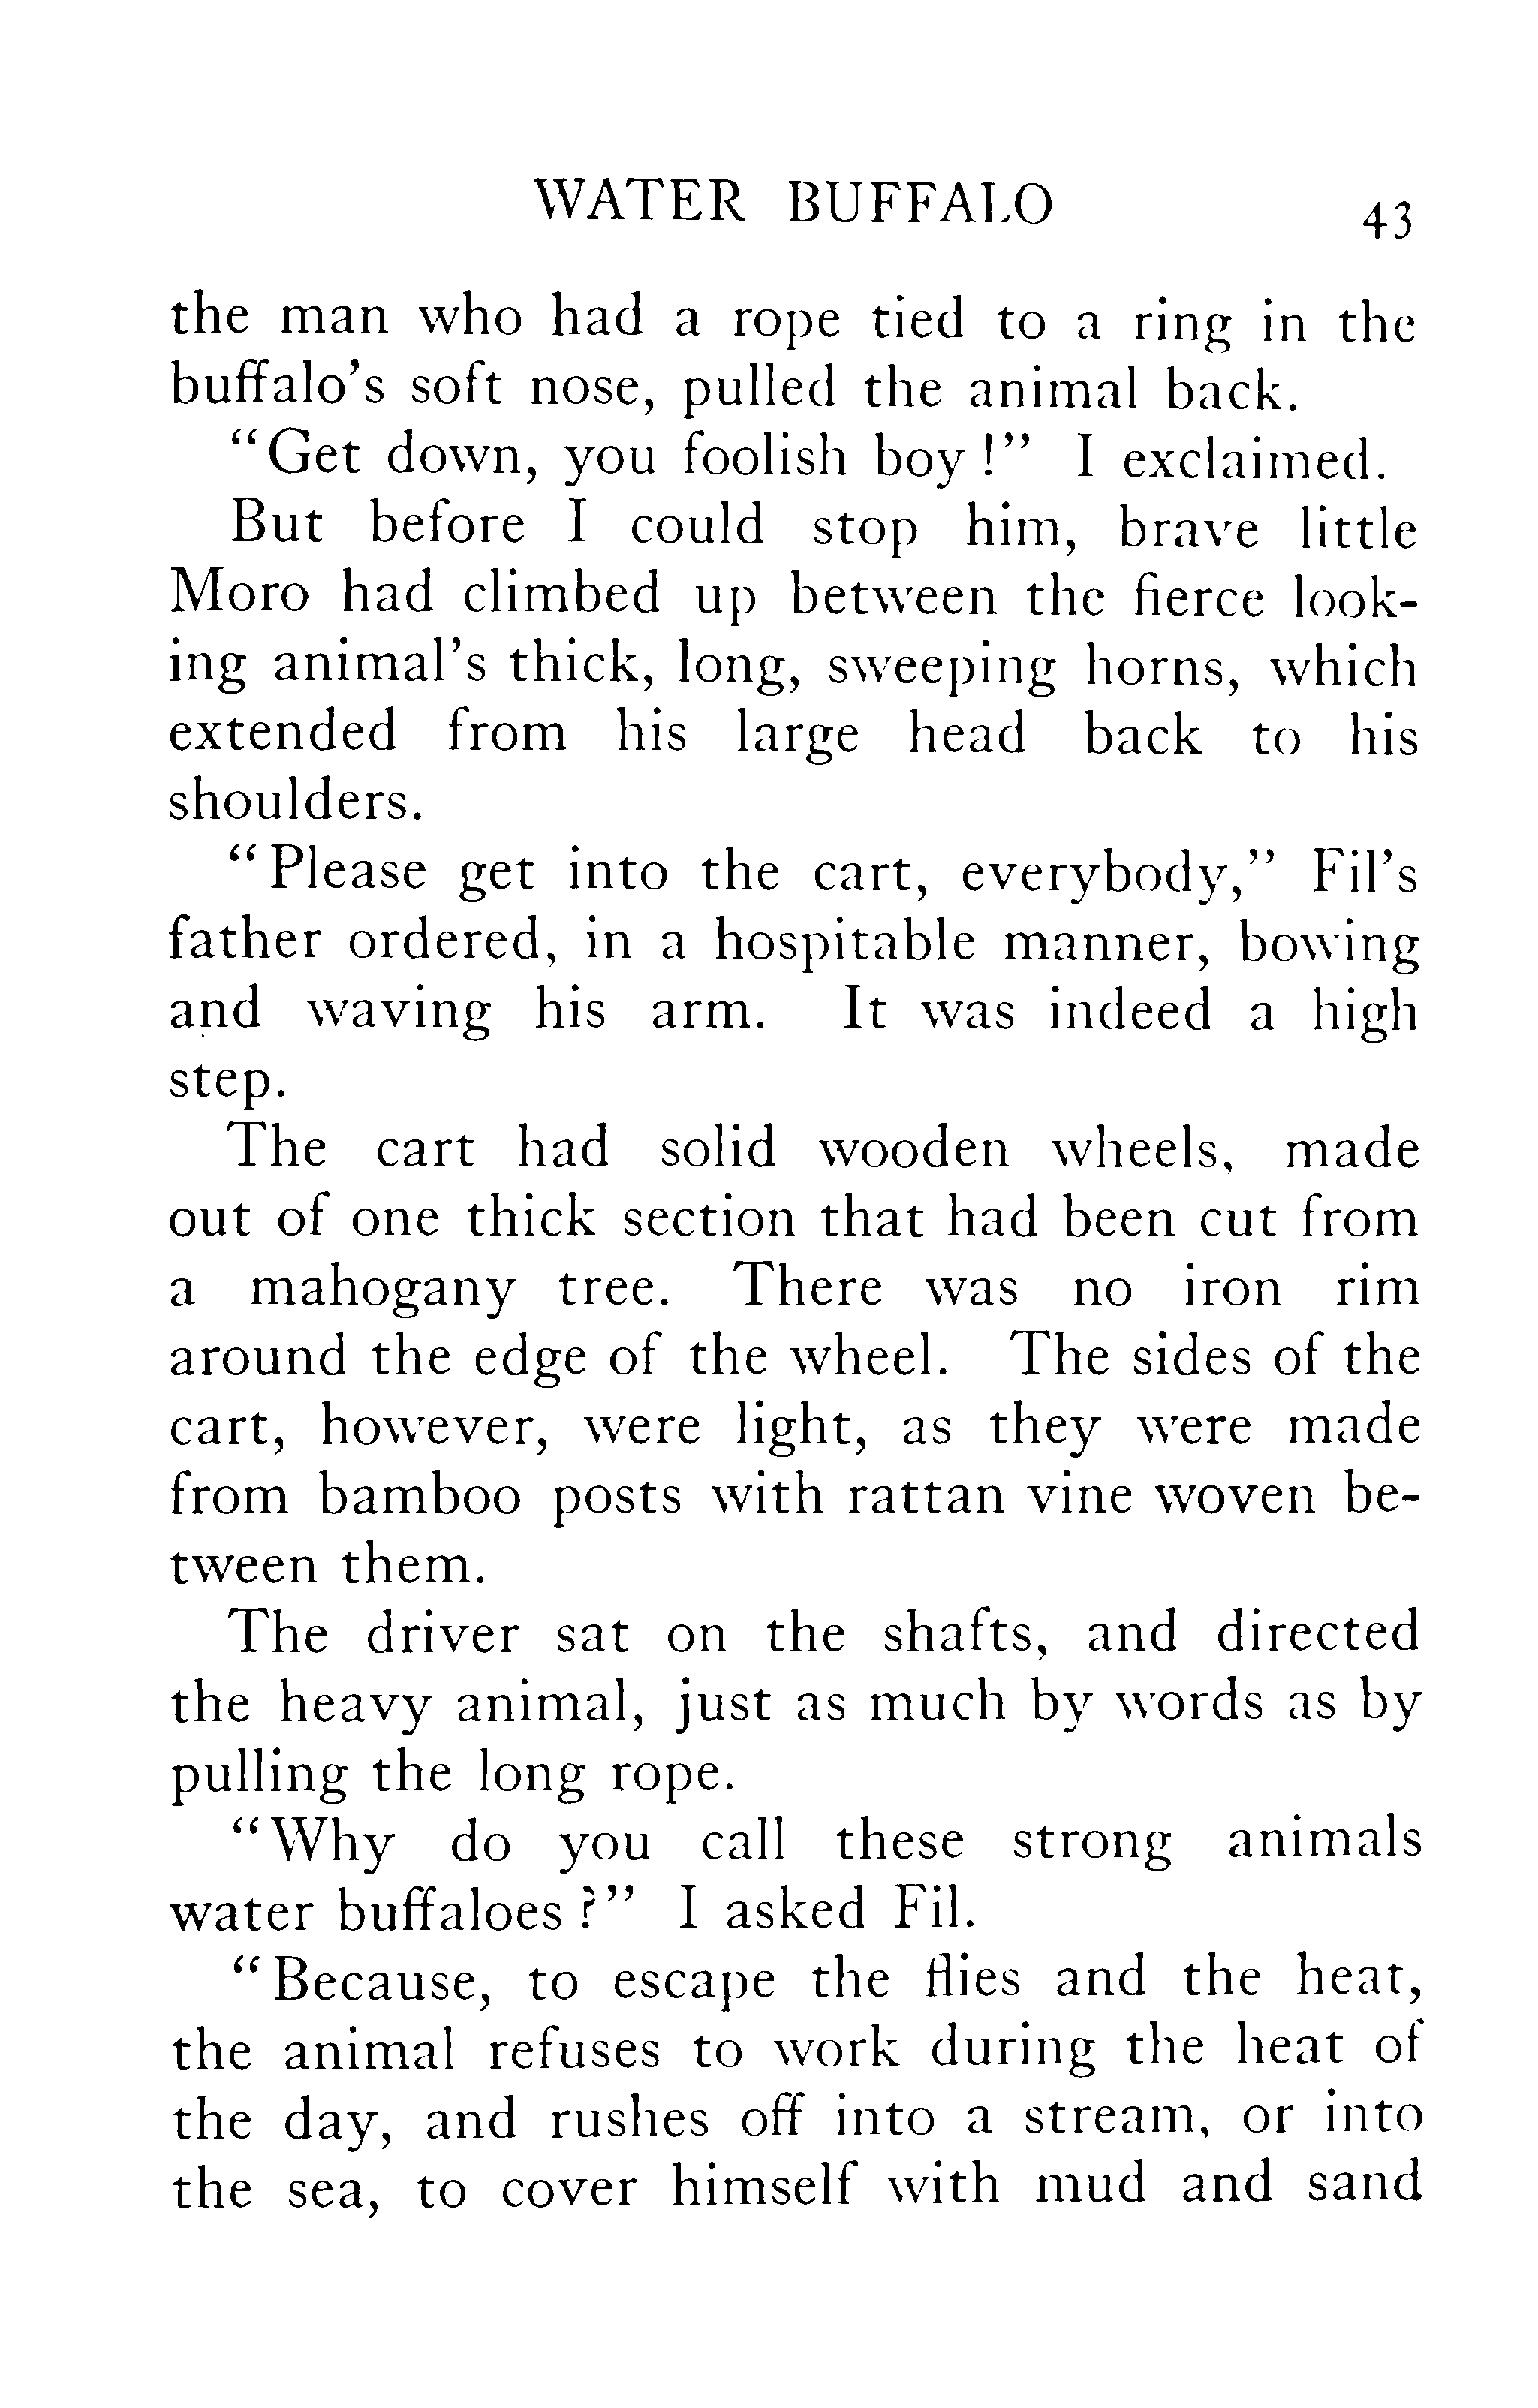 WATER BUFFALO 43
the man who had a rope tied to a ring in the
buffalo's soft nose, pulled the animal back.
"Get down, you foolish boy!" I exclaimed.
But before I could stop him, brave little
Moro had climbed up between the fierce look-
ing animal's thick, long, sweeping horns, which
extended from his large head back to his
shoulders.
"Please get into the cart, everybody," Fil's
father ordered, in a hospitable manner, bowing
and waving his arm. It was indeed a high
step.
The cart had solid wooden wheels, made
out of one thick section that had been cut from
a mahogany tree. There was no iron rim
around the edge of the wheel. The sides of the
cart, however, were light, as they were made
from bamboo posts with rattan vine woven be-
tween them.
The driver sat on the shafts, and directed
the heavy animal, just as much by words as by
pulling the long rope.
"Why do you call these strong animals
water buffaloes?" I asked Fil.
"Because, to escape the flies and the heat,
the animal refuses to work during the heat of
the day, and rushes off into a stream, or into
the sea, to cover himself with mud and sand